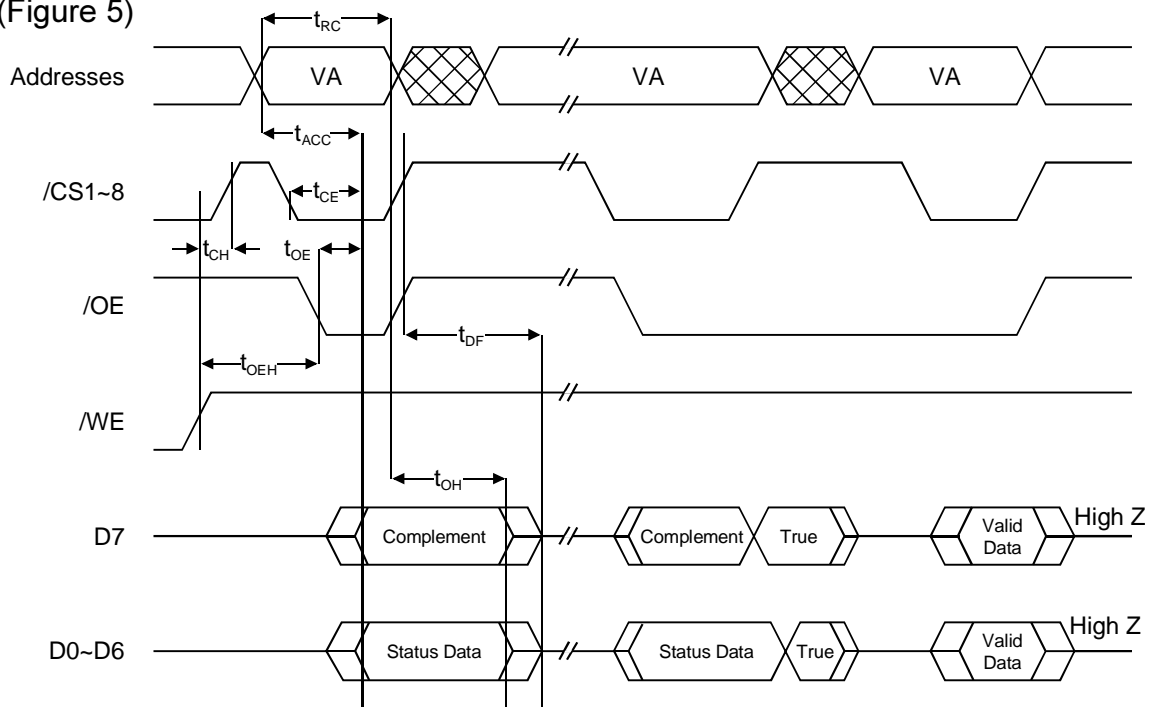 (Figure 5)
tRC
Addresses VA VA VA
tACC
/CS1~8 tCE
tCH tOE
/OE
tDF
tOEH
/WE
tOH
D7 Complement Complement True Valid Data High Z
D0~D6 Status Data Status Data True Valid Data High Z